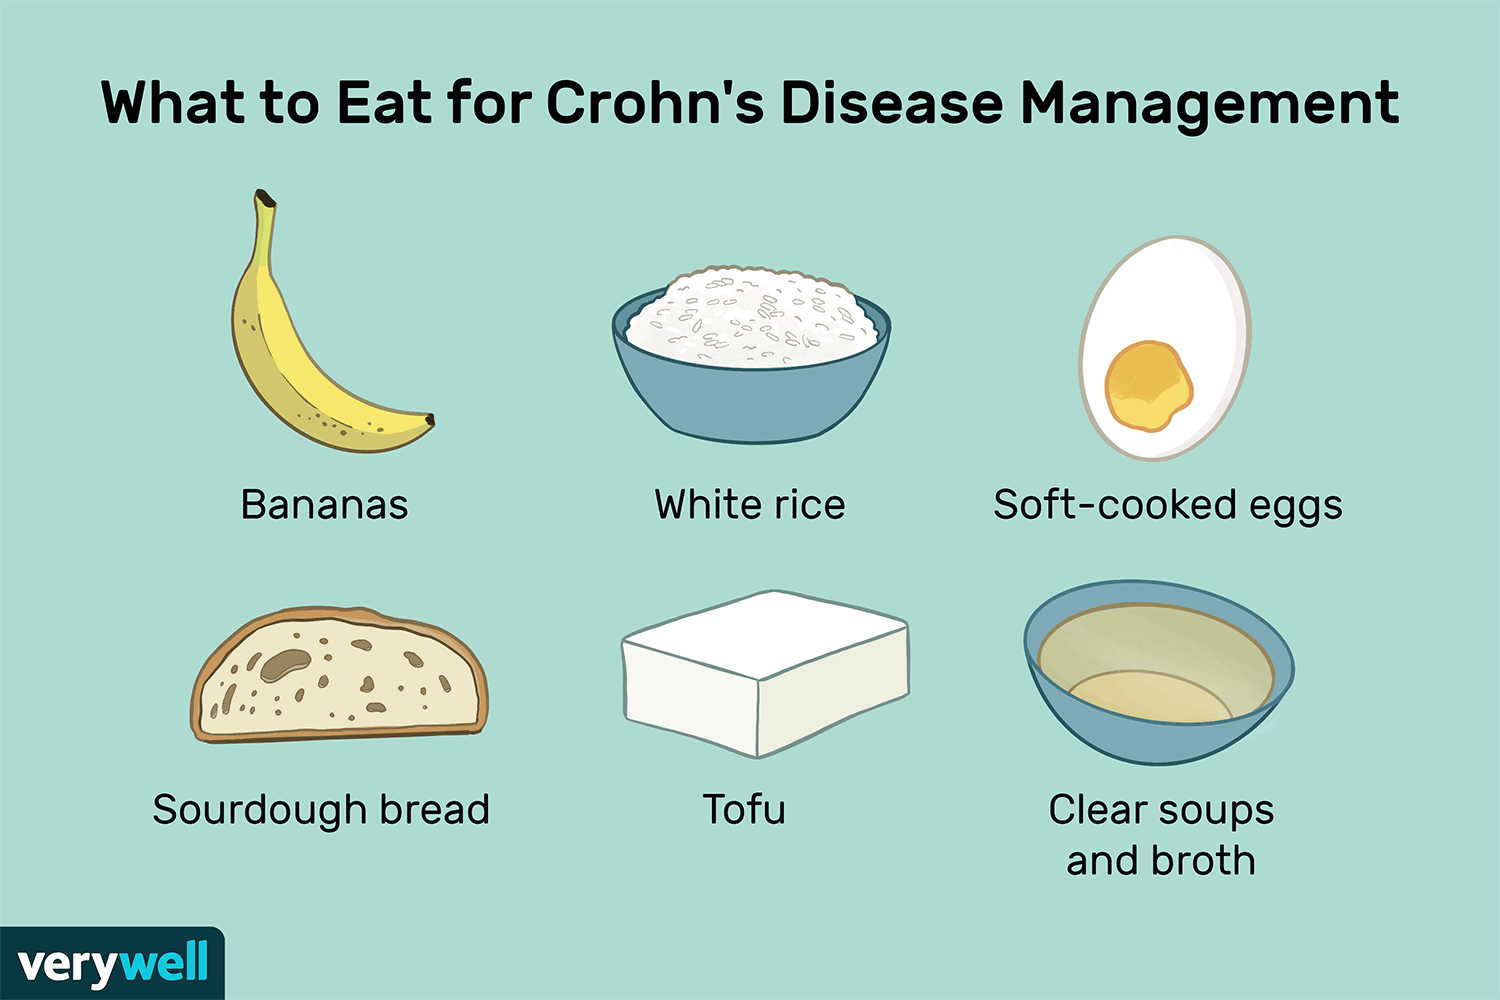 What to Eat for Crohn's Disease Management
Bananas
White rice
Soft-cooked eggs
Sourdough bread
Tofu
Clear soups
and broth
verywell